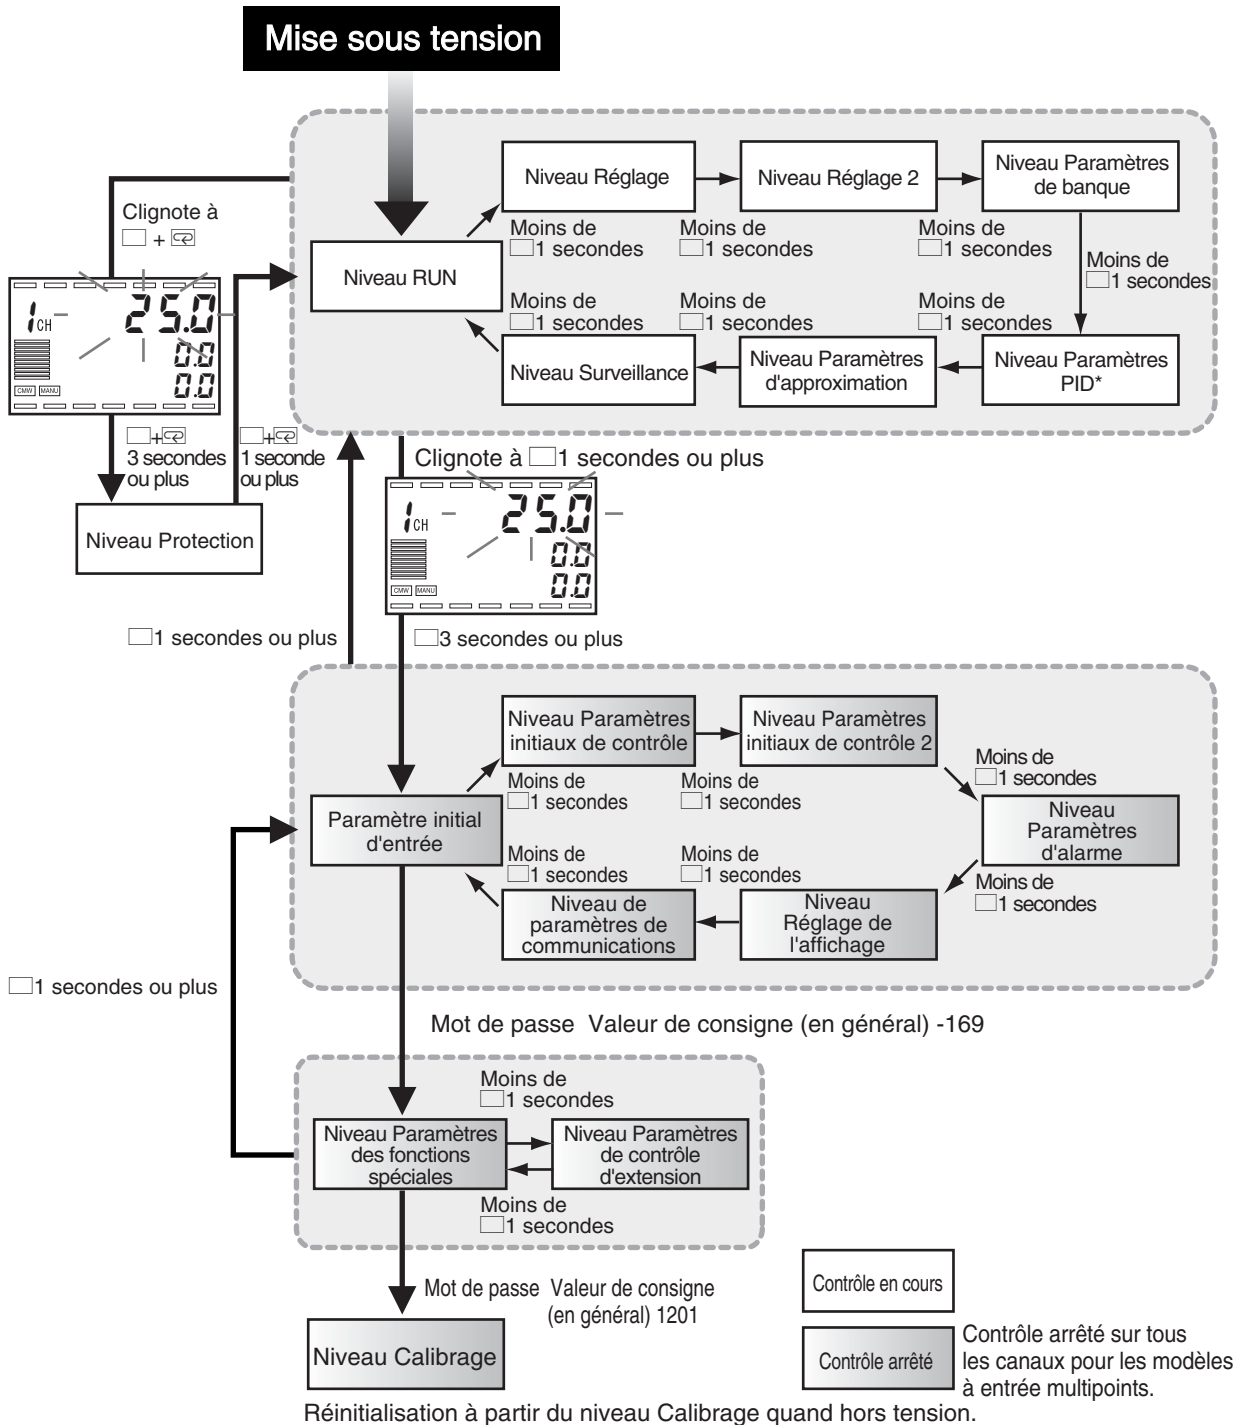 Mise sous tension
Niveau Réglage
Niveau Réglage 2
Niveau Paramètres
de banque
Clignote à
+
Moins de
1 secondes
Moins de
1 secondes
Moins de
1 secondes
Moins de
1 secondes
Niveau RUN
Moins de
1 secondes
Moins de
1 secondes
Moins de
1 secondes
Niveau Surveillance
Niveau Paramètres
d'approximation
Niveau Paramètres
PID*
1 CH
25.0
0.0
0.0
CMW MANU
+
3 secondes
ou plus
+
1 seconde
ou plus
Niveau Protection
Clignote à 1 secondes ou plus
1 CH
25.0
0.0
0.0
CMW MANU
1 secondes ou plus
3 secondes ou plus
Niveau Paramètres
initiaux de contrôle
Niveau Paramètres
initiaux de contrôle 2
Moins de
1 secondes
Moins de
1 secondes
Moins de
1 secondes
Paramètre initial
d'entrée
Niveau
Paramètres
d'alarme
Moins de
1 secondes
Moins de
1 secondes
Moins de
1 secondes
Niveau de
paramètres de
communications
Niveau
Réglage de
l'affichage
1 secondes ou plus
Mot de passe Valeur de consigne (en général) -169
Moins de
1 secondes
Niveau Paramètres
des fonctions
spéciales
Niveau Paramètres
de contrôle
d'extension
Moins de
1 secondes
Mot de passe Valeur de consigne
(en général) 1201
Niveau Calibrage
Contrôle en cours
Contrôle arrêté
Contrôle arrêté sur tous
les canaux pour les modèles
à entrée multipoints.
Réinitialisation à partir du niveau Calibrage quand hors tension.